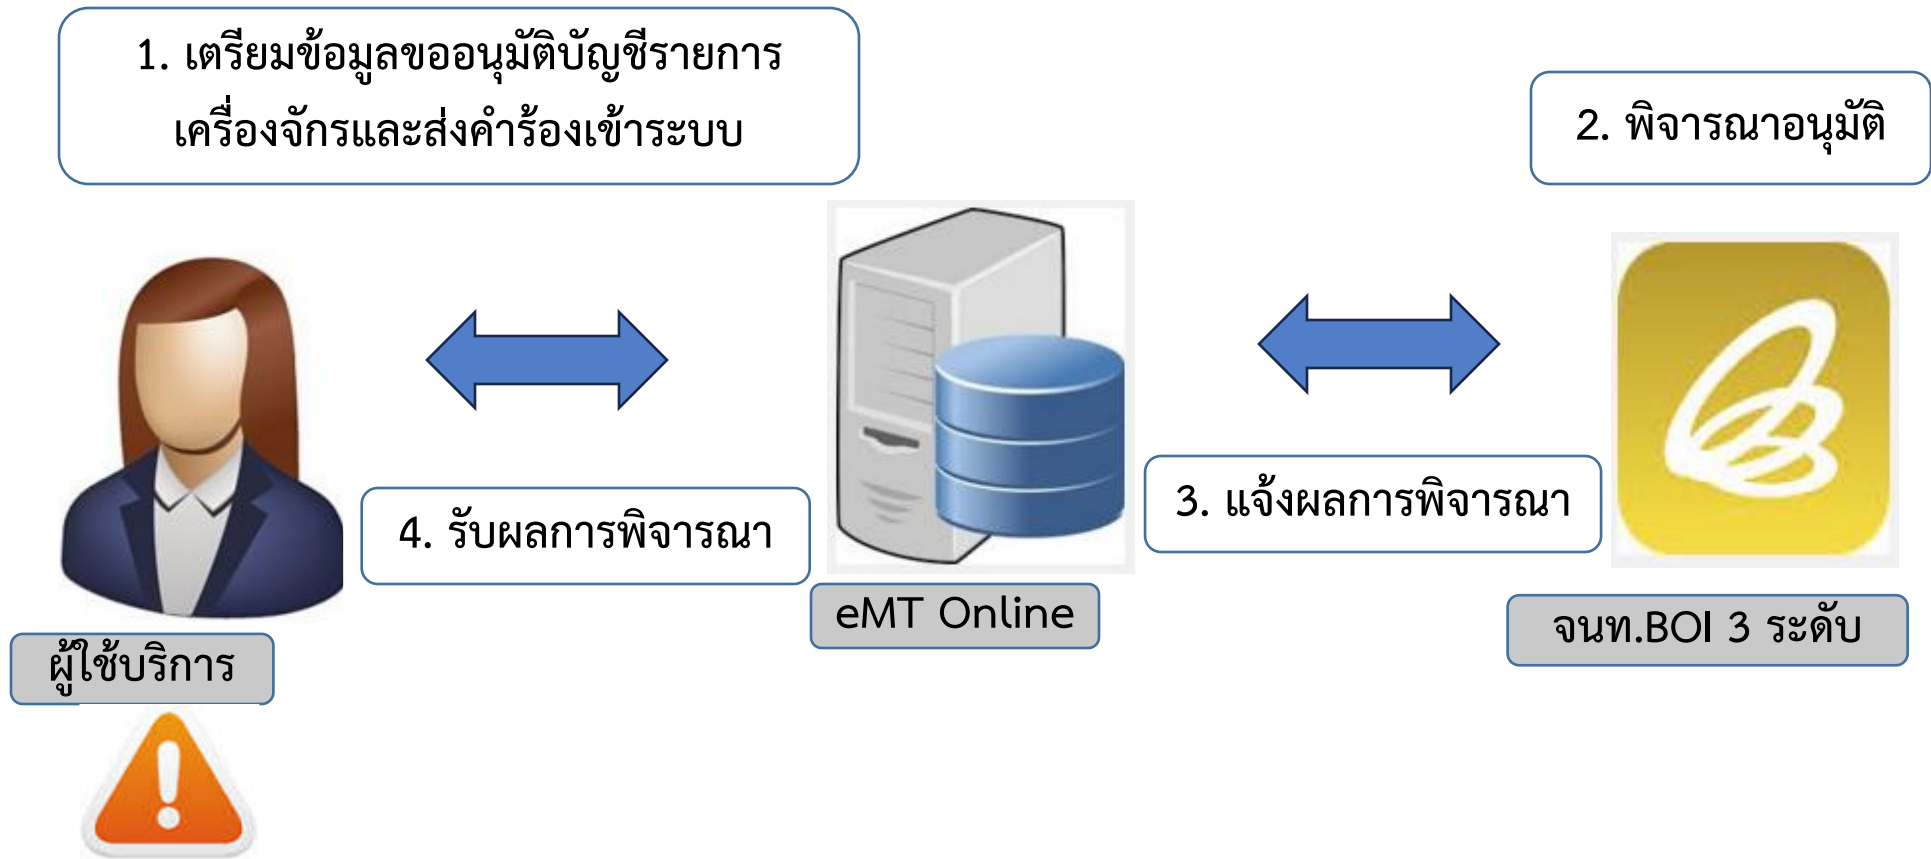 1. เตรียมข้อมูลขออนุมัติบัญชีรายการ
เครื่องจักรและส่งคำร้องเข้าระบบ
2. พิจารณาอนุมัติ
3. แจ้งผลการพิจารณา
4. รับผลการพิจารณา
eMT Online
จนท.BOI 3 ระดับ
ผู้ใช้บริการ